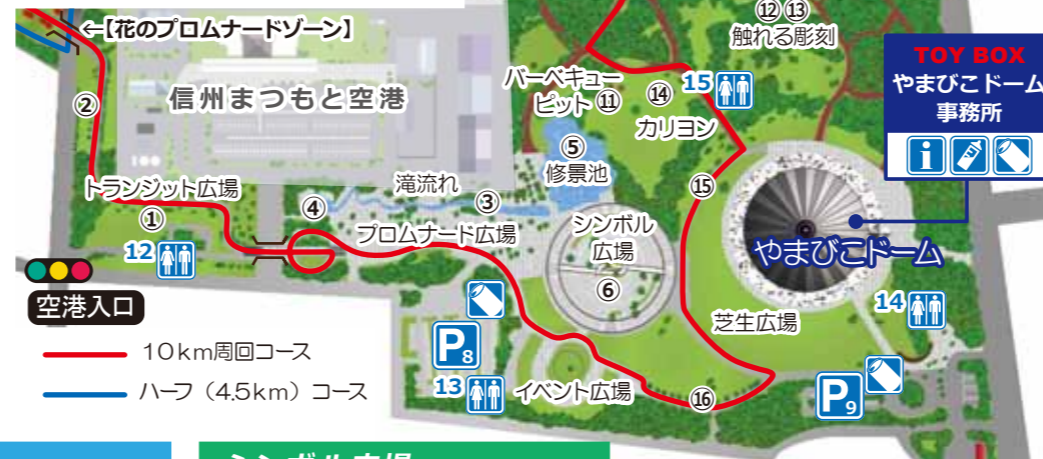 ←【花のプロムナードゾーン】
⑫ ⑬
触れる彫刻
TOY BOX
やまびこドーム
事務所
i
②
信州まつもと空港
バーベキュー
ピット ⑪
⑭
カリヨン
15
⑤
修景池
トランジット広場
①
12
④
滝流れ
③
プロムナード広場
シンボル
広場
⑥
⑮
やまびこドーム
空港入口
芝生広場
14
10km周回コース
ハーフ（4.5km）コース
P8
13
イベント広場
⑯
P9